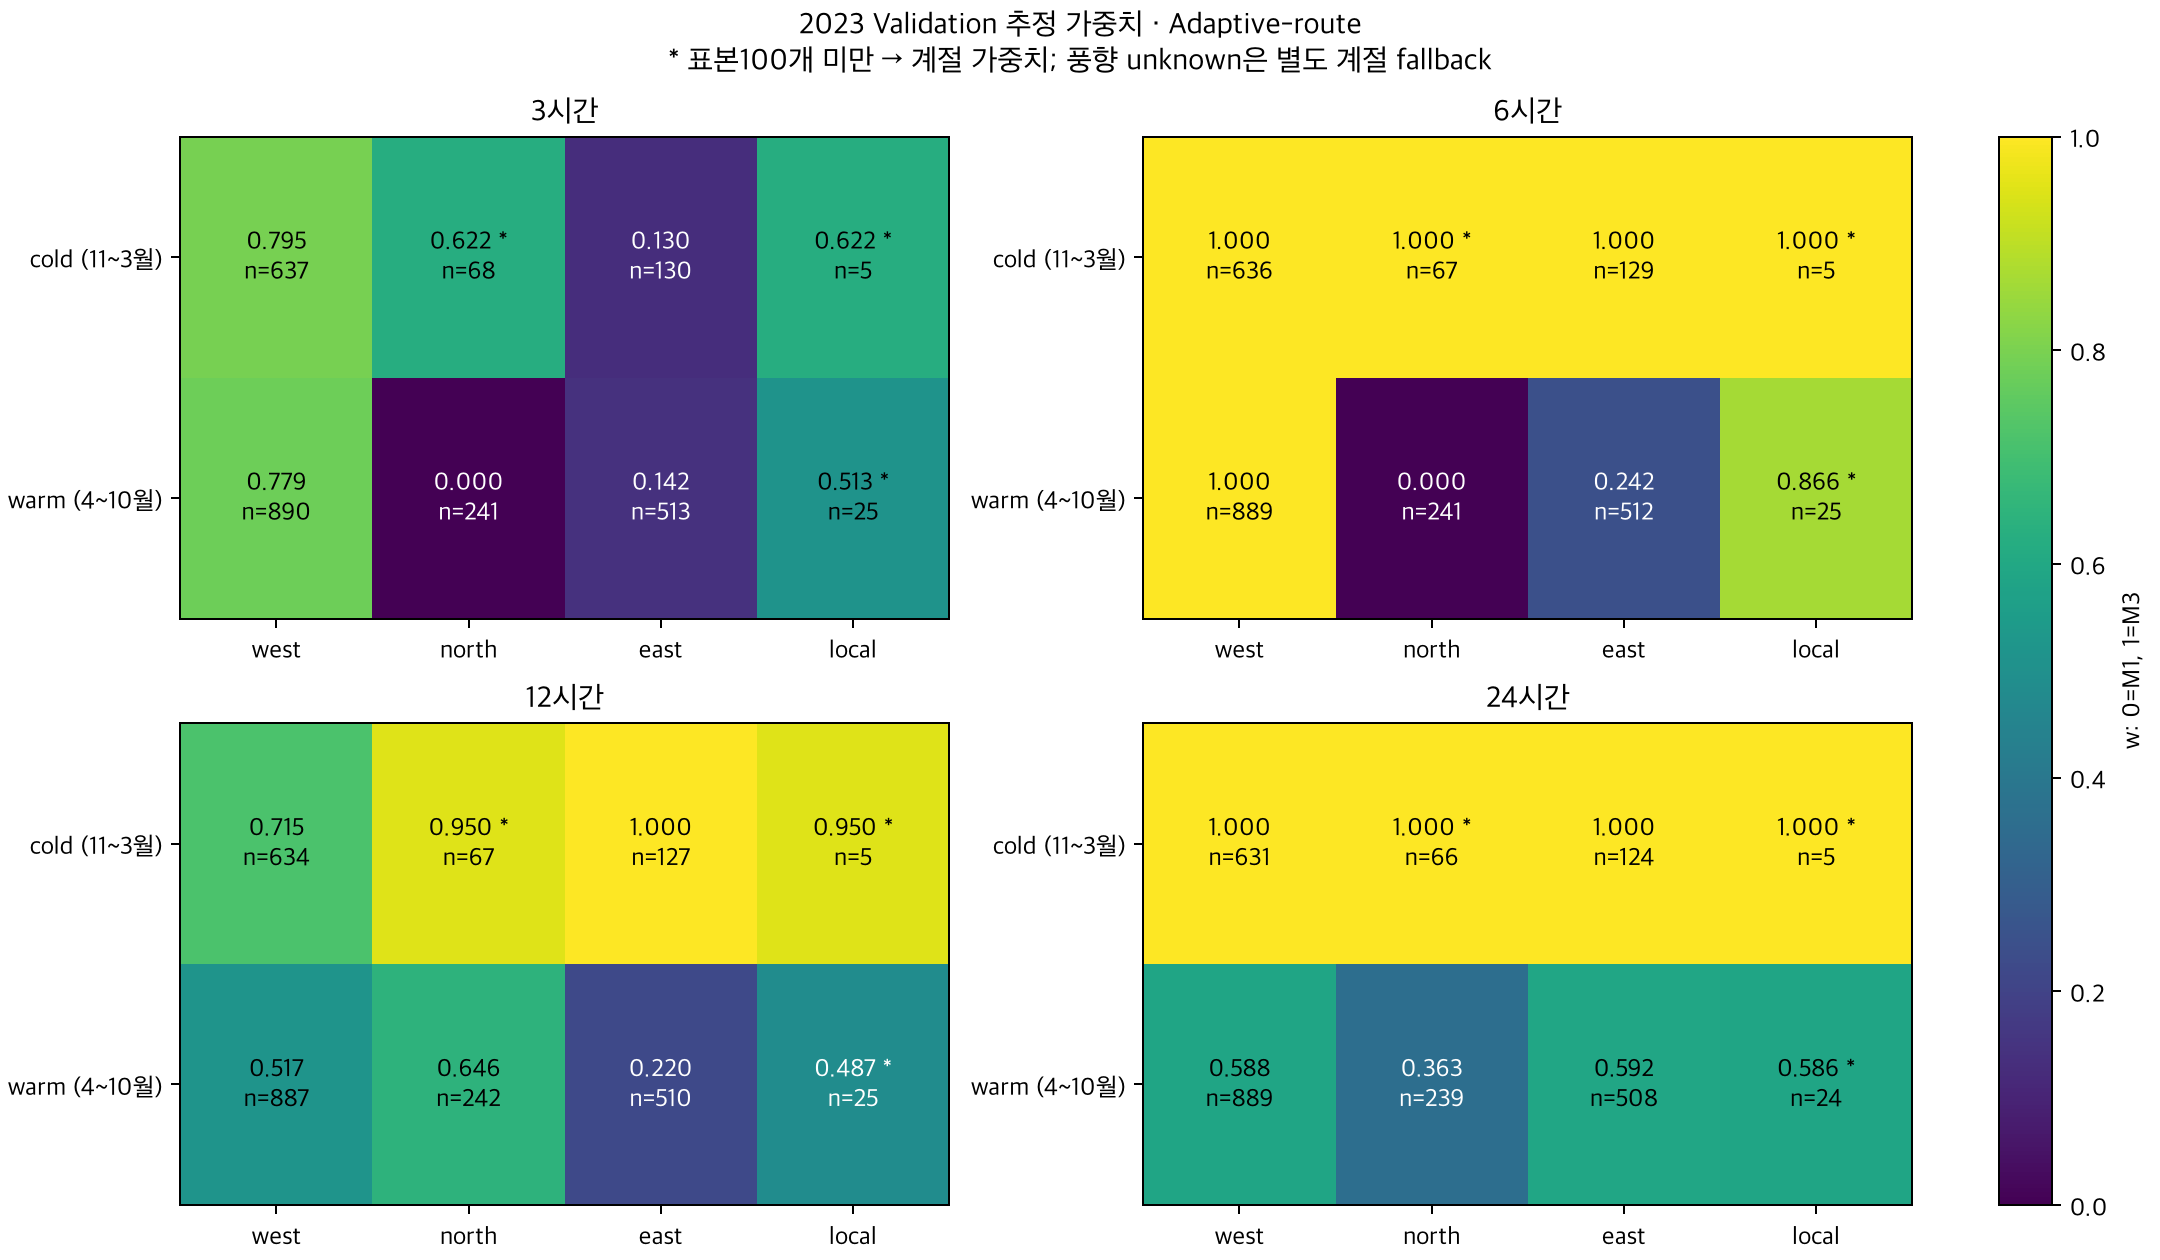 2023 Validation 추정 가중치 · Adaptive-route
* 표본100개 미만 → 계절 가중치; 풍향 unknown은 별도 계절 fallback
3시간
cold (11~3월)
0.795
n=637
0.622 *
n=68
0.130
n=130
0.622 *
n=5
warm (4~10월)
0.779
n=890
0.000
n=241
0.142
n=513
0.513 *
n=25
west
north
east
local
6시간
cold (11~3월)
1.000
n=636
1.000 *
n=67
1.000
n=129
1.000 *
n=5
warm (4~10월)
1.000
n=889
0.000
n=241
0.242
n=512
0.866 *
n=25
west
north
east
local
12시간
cold (11~3월)
0.715
n=634
0.950 *
n=67
1.000
n=127
0.950 *
n=5
warm (4~10월)
0.517
n=887
0.646
n=242
0.220
n=510
0.487 *
n=25
west
north
east
local
24시간
cold (11~3월)
1.000
n=631
1.000 *
n=66
1.000
n=124
1.000 *
n=5
warm (4~10월)
0.588
n=889
0.363
n=239
0.592
n=508
0.586 *
n=24
west
north
east
local
1.0
0.8
0.6
0.4
0.2
0.0
w: 0=M1, 1=M3